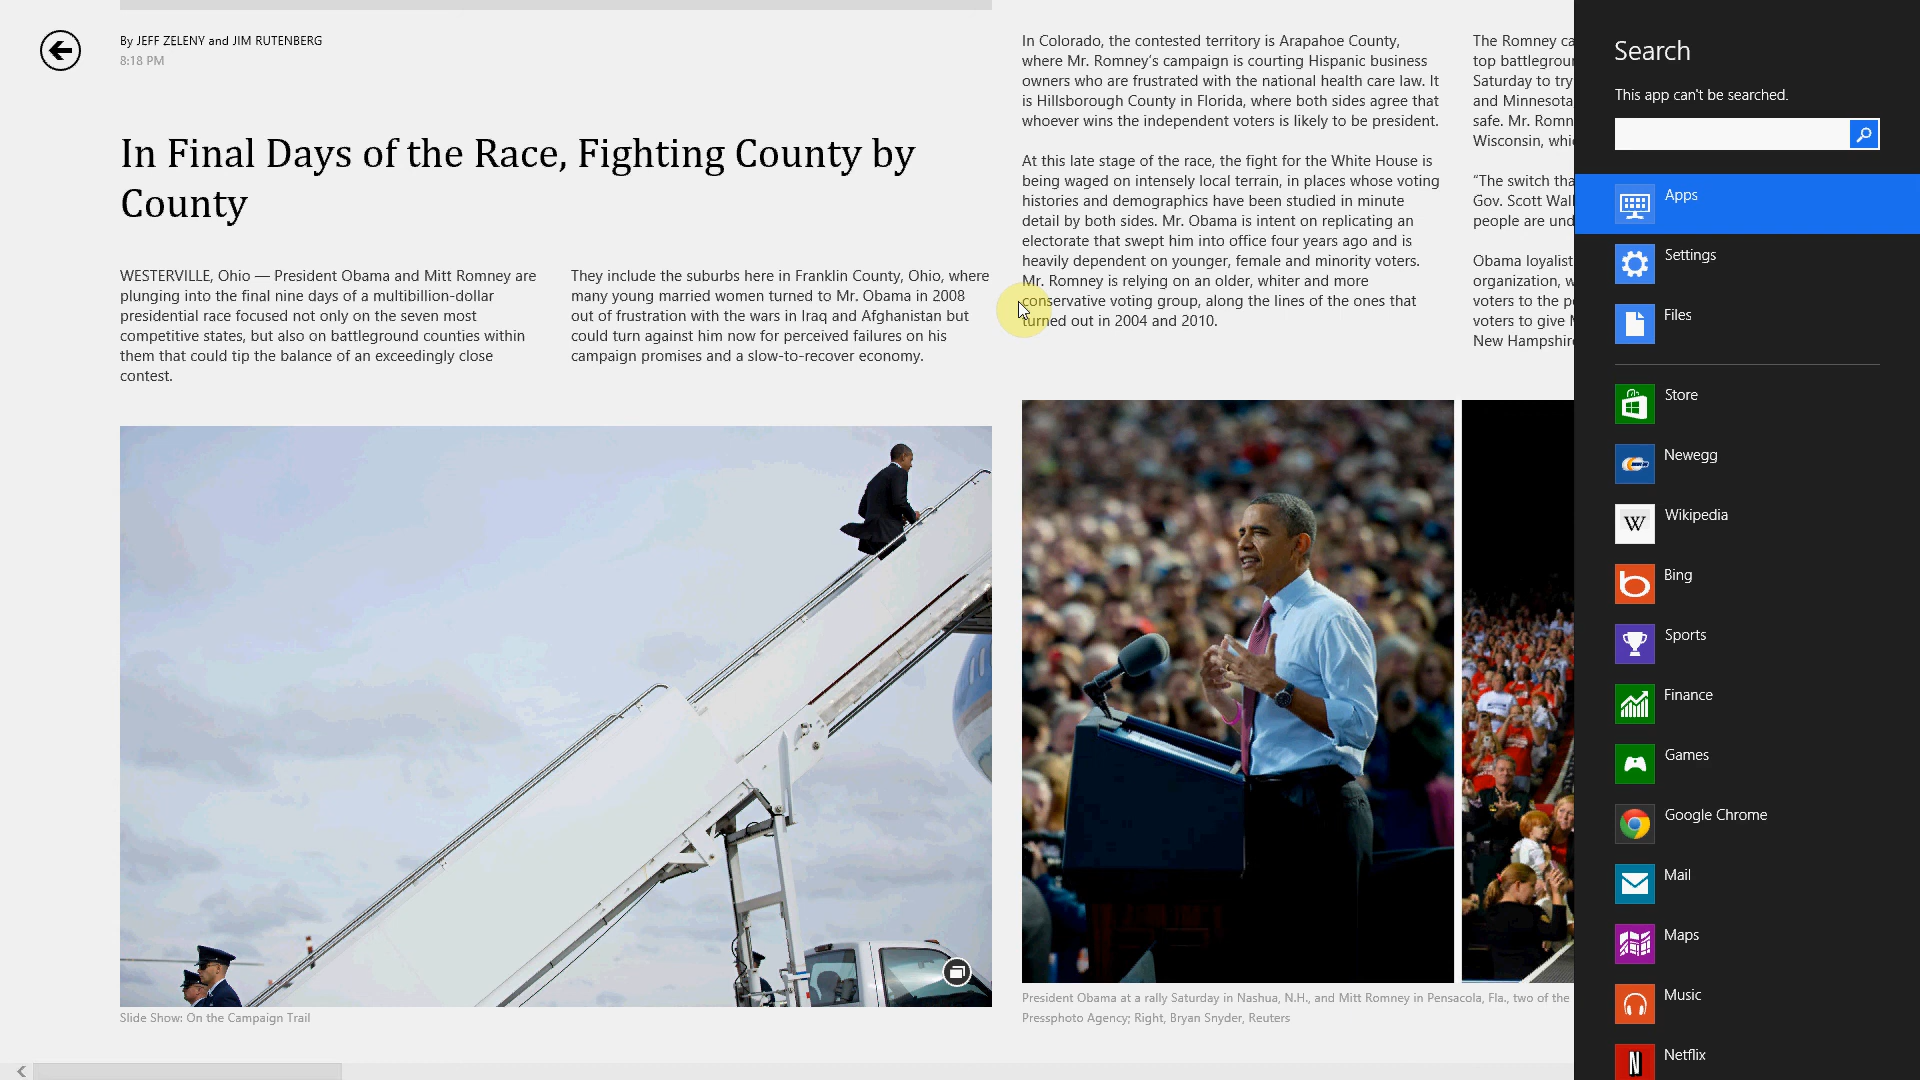 By JEFF ZELENY and JIM RUTENBERG
8:18 PM
In Final Days of the Race, Fighting County by
County
WESTERVILLE, Ohio — President Obama and Mitt Romney are
plunging into the final nine days of a multibillion-dollar
presidential race focused not only on the seven most
competitive states, but also on battleground counties within
them that could tip the balance of an exceedingly close
contest.
They include the suburbs here in Franklin County, Ohio, where
many young married women turned to Mr. Obama in 2008
out of frustration with the wars in Iraq and Afghanistan but
could turn against him now for perceived failures on his
campaign promises and a slow-to-recover economy.
Slide Show: On the Campaign Trail
In Colorado, the contested territory is Arapahoe County,
where Mr. Romney’s campaign is courting Hispanic business
owners who are frustrated with the national health care law. It
is Hillsborough County in Florida, where both sides agree that
whoever wins the independent voters is likely to be president.
At this late stage of the race, the fight for the White House is
being waged on intensely local terrain, in places whose voting
histories and demographics have been studied in minute
detail by both sides. Mr. Obama is intent on replicating an
electorate that swept him into office four years ago and is
heavily dependent on younger, female and minority voters.
Mr. Romney is relying on an older, whiter and more
conservative voting group, along the lines of the ones that
turned out in 2004 and 2010.
President Obama at a rally Saturday in Nashua, N.H., and Mitt Romney in Pensacola, Fla., two of the
Pressphoto Agency; Right, Bryan Snyder, Reuters
The Romney ca
top battlegrou
Saturday to try
and Minnesota
safe. Mr. Romn
Wisconsin, whi
“The switch tha
Gov. Scott Wal
people are und
Obama loyalist
organization, w
voters to the p
voters to give
New Hampshire
Search
This app can't be searched.
Apps
Settings
Files
Store
Newegg
W
Wikipedia
b
Bing
Sports
Finance
Games
Google Chrome
Mail
Maps
Music
N
Netflix